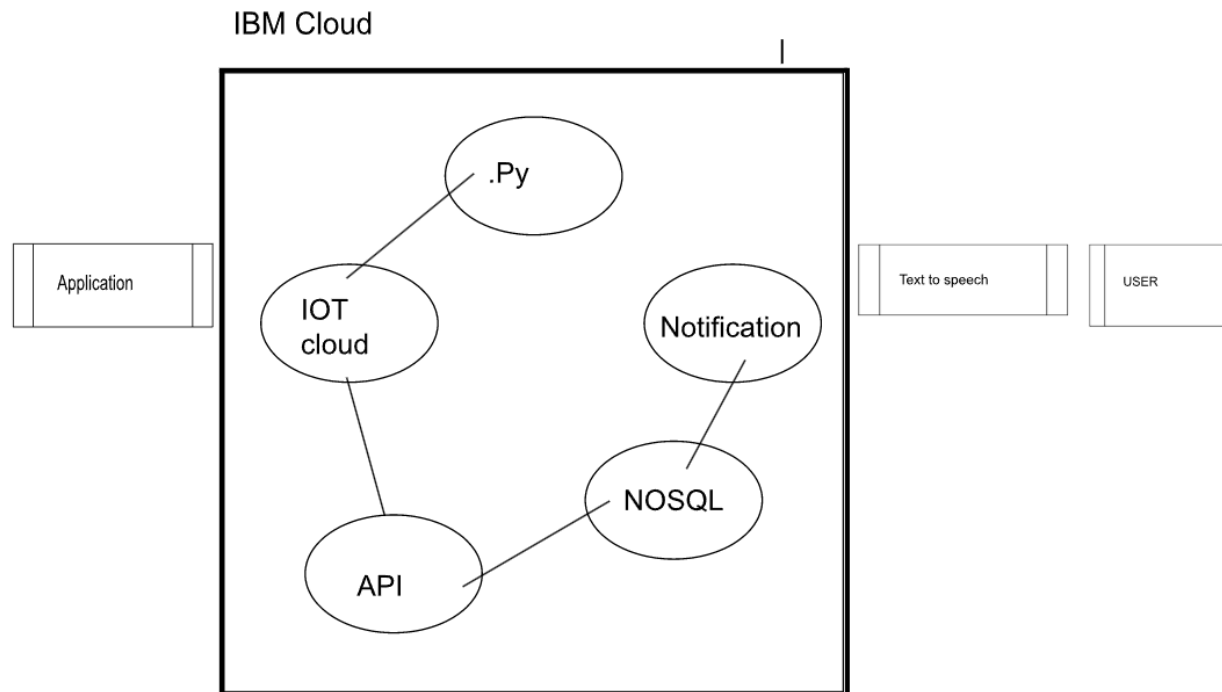 IBM Cloud
.Py
Application
IOT
cloud
Notification
Text to speech
USER
NOSQL
API